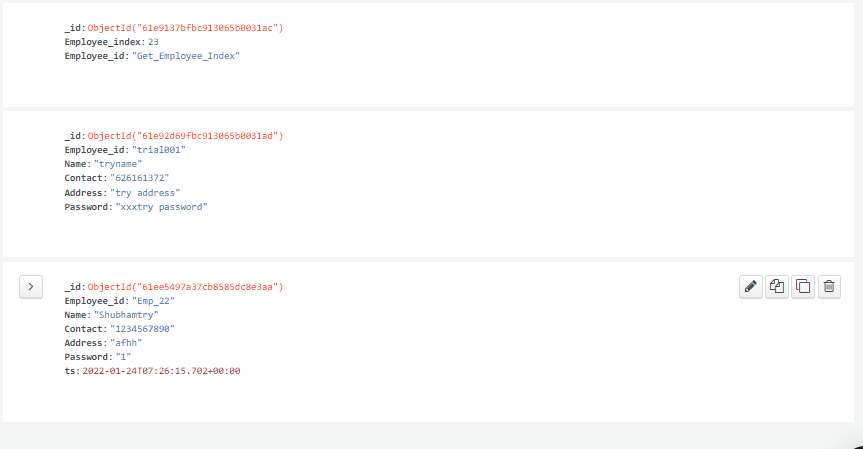 _id: ObjectId("61e9137bfbc913065b0031ac")
Employee_index: 23
Employee_id: "Get_Employee_Index"
_id: ObjectId("61e92d69fbc913065b0031ad")
Employee_id: "trial001"
Name: "tryname"
Contact: "626161372"
Address: "try address"
Password: "xxxtry password"
_id: ObjectId("61ee5497a37cb8585dc8e3aa")
Employee_id: "Emp_22"
Name: "Shubhamtry"
Contact: "1234567890"
Address: "afhh"
Password: "1"
ts: 2022-01-24T07:26:15.702+00:00